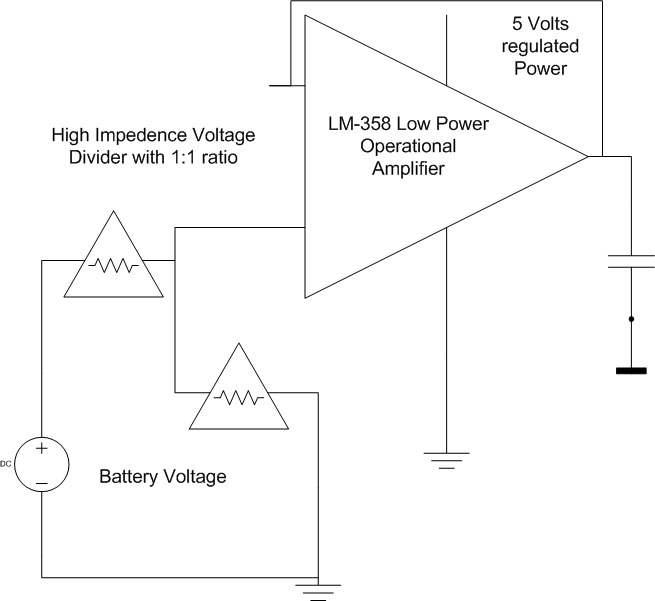 5 Volts
regulated
Power
LM-358 Low Power
Operational
Amplifier
High Impedence Voltage
Divider with 1:1 ratio
DC
+
−
Battery Voltage